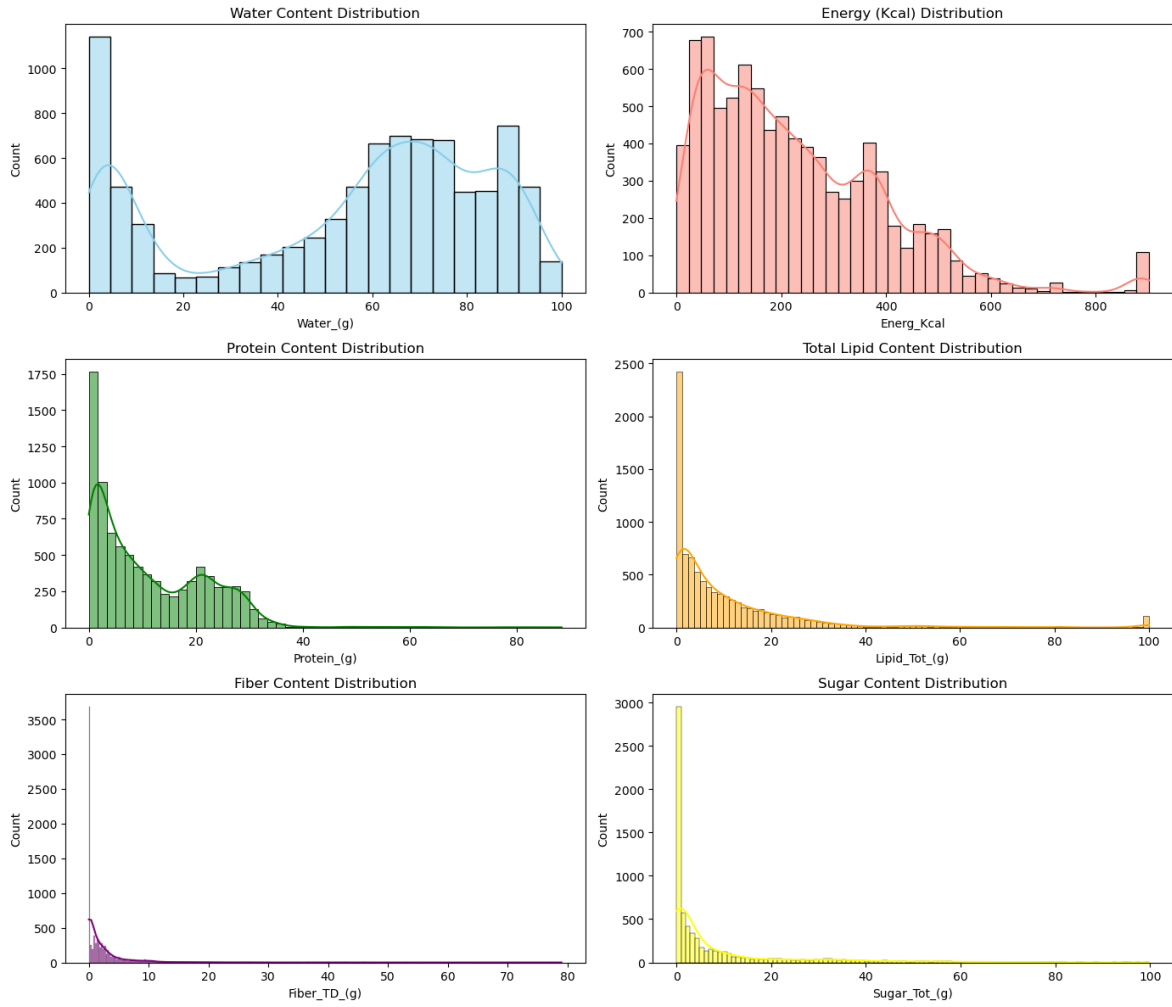 Water Content Distribution
Count
1000
800
600
400
200
0
0 20 40 60 80 100
Water_(g)
Energy (Kcal) Distribution
Count
700
600
500
400
300
200
100
0
0 200 400 600 800
Energ_Kcal
Protein Content Distribution
Count
1750
1500
1250
1000
750
500
250
0
0 20 40 60 80
Protein_(g)
Total Lipid Content Distribution
Count
2500
2000
1500
1000
500
0
0 20 40 60 80 100
Lipid_Tot_(g)
Fiber Content Distribution
Count
3500
3000
2500
2000
1500
1000
500
0
0 10 20 30 40 50 60 70 80
Fiber_TD_(g)
Sugar Content Distribution
Count
3000
2500
2000
1500
1000
500
0
0 20 40 60 80 100
Sugar_Tot_(g)